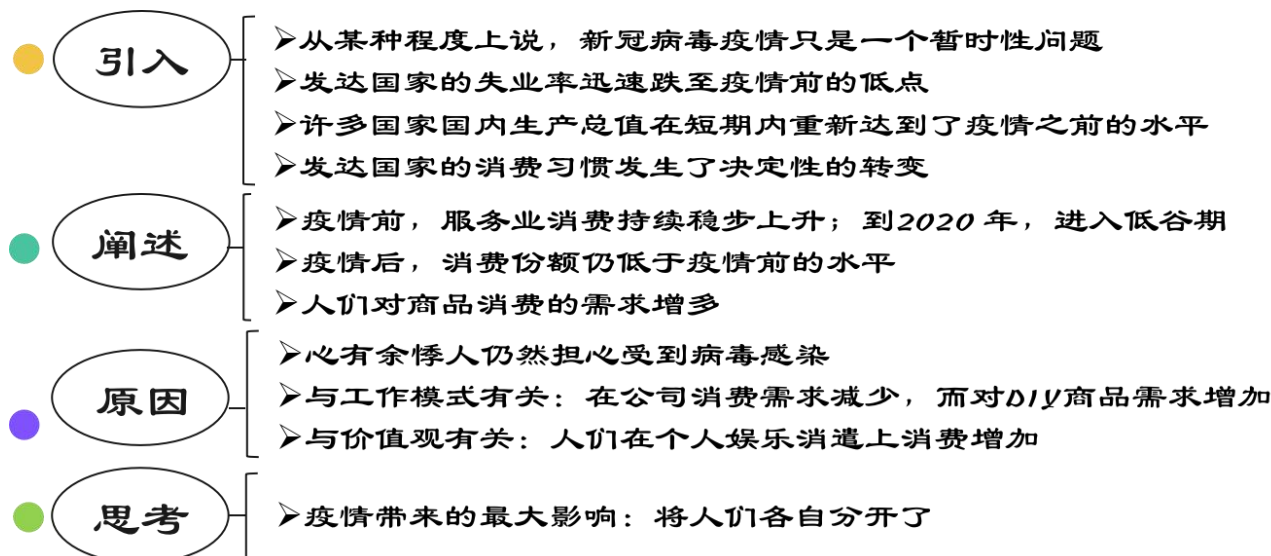 引入
➢从某种程度上说，新冠病毒疫情只是一个暂时性问题
➢发达国家的失业率迅速跌至疫情前的低点
➢许多国家国内生产总值在短期内重新达到了疫情之前的水平
➢发达国家的消费习惯发生了决定性的转变
阐述
➢疫情前，服务业消费持续稳步上升；到2020 年，进入低谷期
➢疫情后，消费份额仍低于疫情前的水平
➢人们对商品消费的需求增多
原因
➢心有余悸人仍然担心受到病毒感染
➢与工作模式有关：在公司消费需求减少，而对DIY商品需求增加
➢与价值观有关：人们在个人娱乐消遣上消费增加
思考
➢疫情带来的最大影响：将人们各自分开了